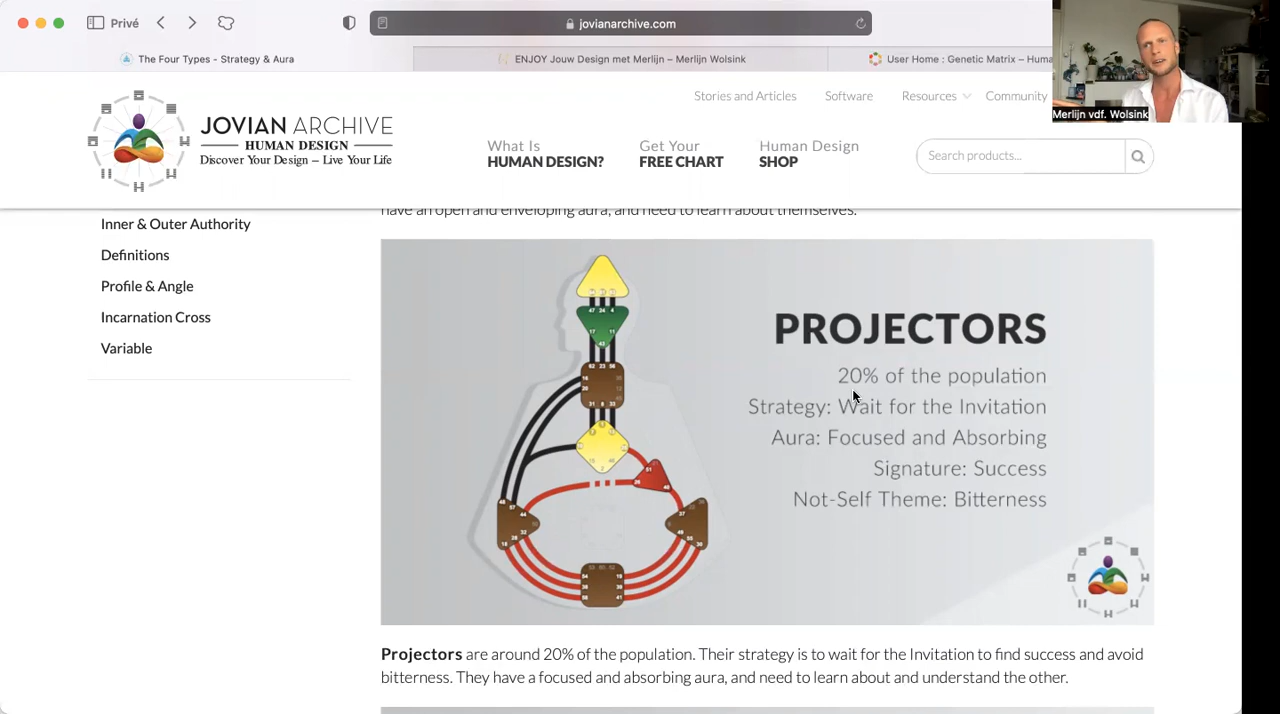 Privé
jovianarchive.com
The Four Types - Strategy & Aura
ENJOY Jouw Design met Merlijn – Merlijn Wolsink
User Home : Genetic Matrix – Huma
Merlijn vdf. Wolsink
Stories and Articles
Software
Resources
Community
JOVIAN ARCHIVE
HUMAN DESIGN
Discover Your Design – Live Your Life
What Is
HUMAN DESIGN?
Get Your
FREE CHART
Human Design
SHOP
Search products...
have an open and enveloping aura, and need to learn about themselves.
Inner & Outer Authority
Definitions
Profile & Angle
Incarnation Cross
Variable
PROJECTORS
20% of the population
Strategy: Wait for the Invitation
Aura: Focused and Absorbing
Signature: Success
Not-Self Theme: Bitterness
Projectors are around 20% of the population. Their strategy is to wait for the Invitation to find success and avoid
bitterness. They have a focused and absorbing aura, and need to learn about and understand the other.